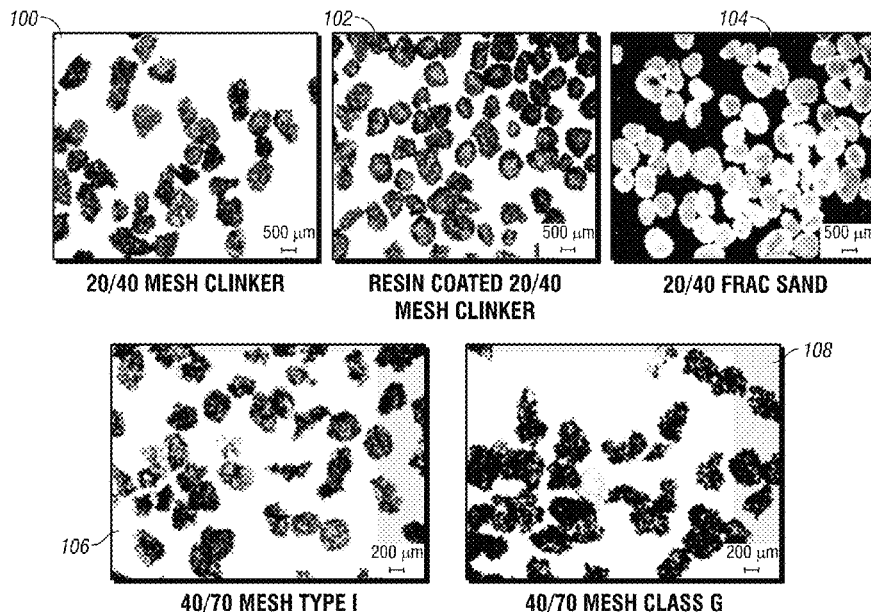 100
102
104
500 μm
500 μm
500 μm
20/40 MESH CLINKER
RESIN COATED 20/40
MESH CLINKER
20/40 FRAC SAND
108
106
200 μm
200 μm
40/70 MESH TYPE I
40/70 MESH CLASS G